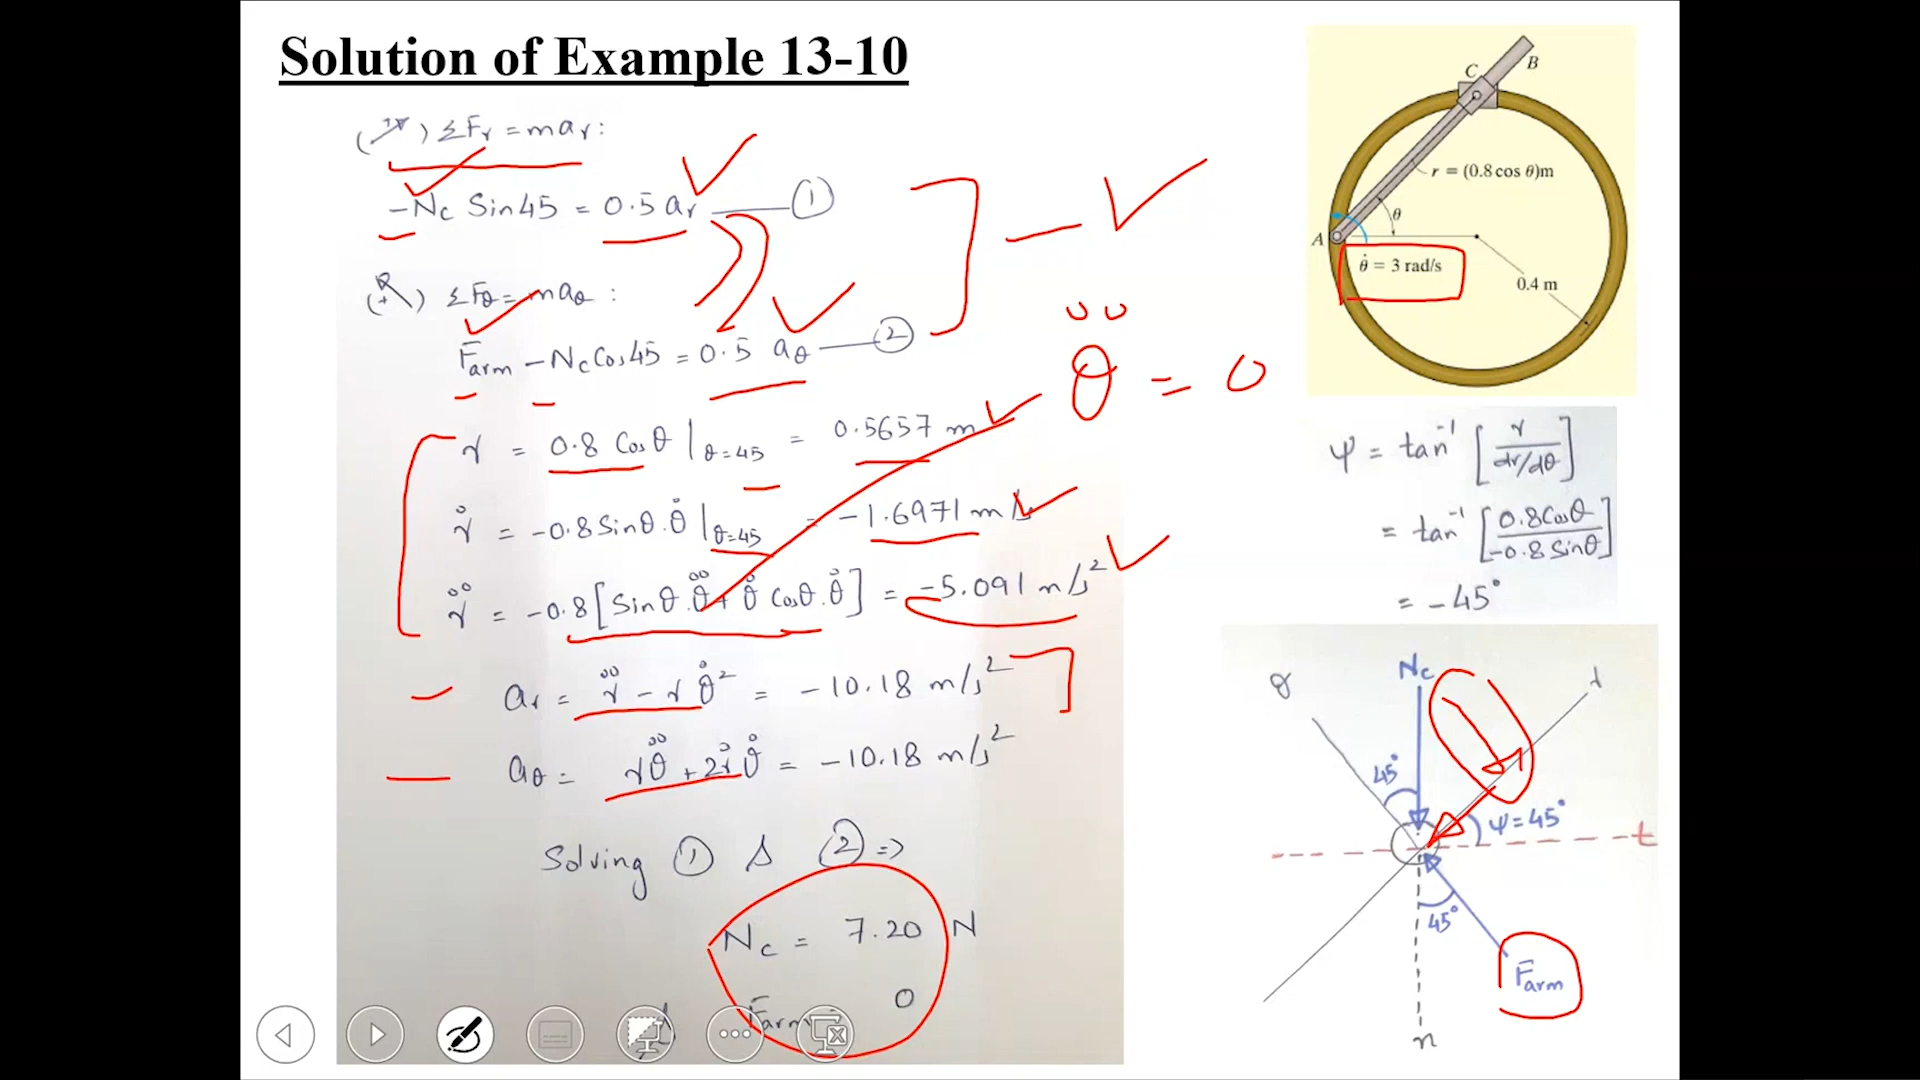 Solution of Example 13-10
(↗+r) ΣFr = mar:
-Nc Sin45 = 0.5 ar ——— ①
(↖+θ) ΣFθ = maθ :
Farm - Nc Cos45 = 0.5 aθ ——— ②
θ̈ = 0
r = 0.8 Cosθ |θ=45 = 0.5657 m
ṙ = -0.8 Sinθ.θ̇ |θ=45 = -1.6971 m/s
r̈ = -0.8[Sinθ.θ̈ + θ̇ Cosθ.θ̇] = -5.091 m/s²
ar = r̈ - rθ̇² = -10.18 m/s²
aθ = rθ̈ + 2ṙθ̇ = -10.18 m/s²
Solving ① & ② =>
Nc = 7.20 N
Farm = 0
B
C
r = (0.8 cos θ)m
θ
A
θ̇ = 3 rad/s
0.4 m
ψ = tan⁻¹ [r / dr/dθ]
= tan⁻¹ [0.8Cosθ / -0.8 Sinθ]
= -45°
θ
Nc
r
45°
ψ=45°
t
45°
Farm
n